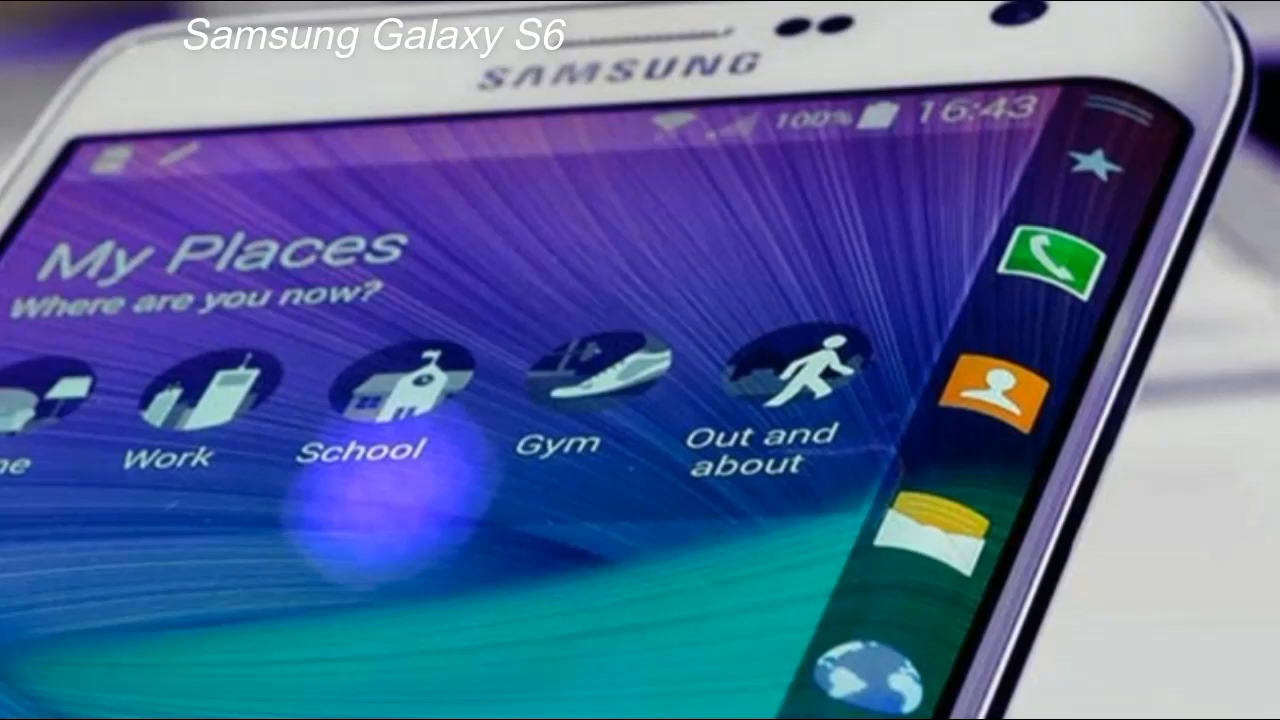 Samsung Galaxy S6
SAMSUNG
100% 16:43
My Places
Where are you now?
me
Work
School
Gym
Out and
about